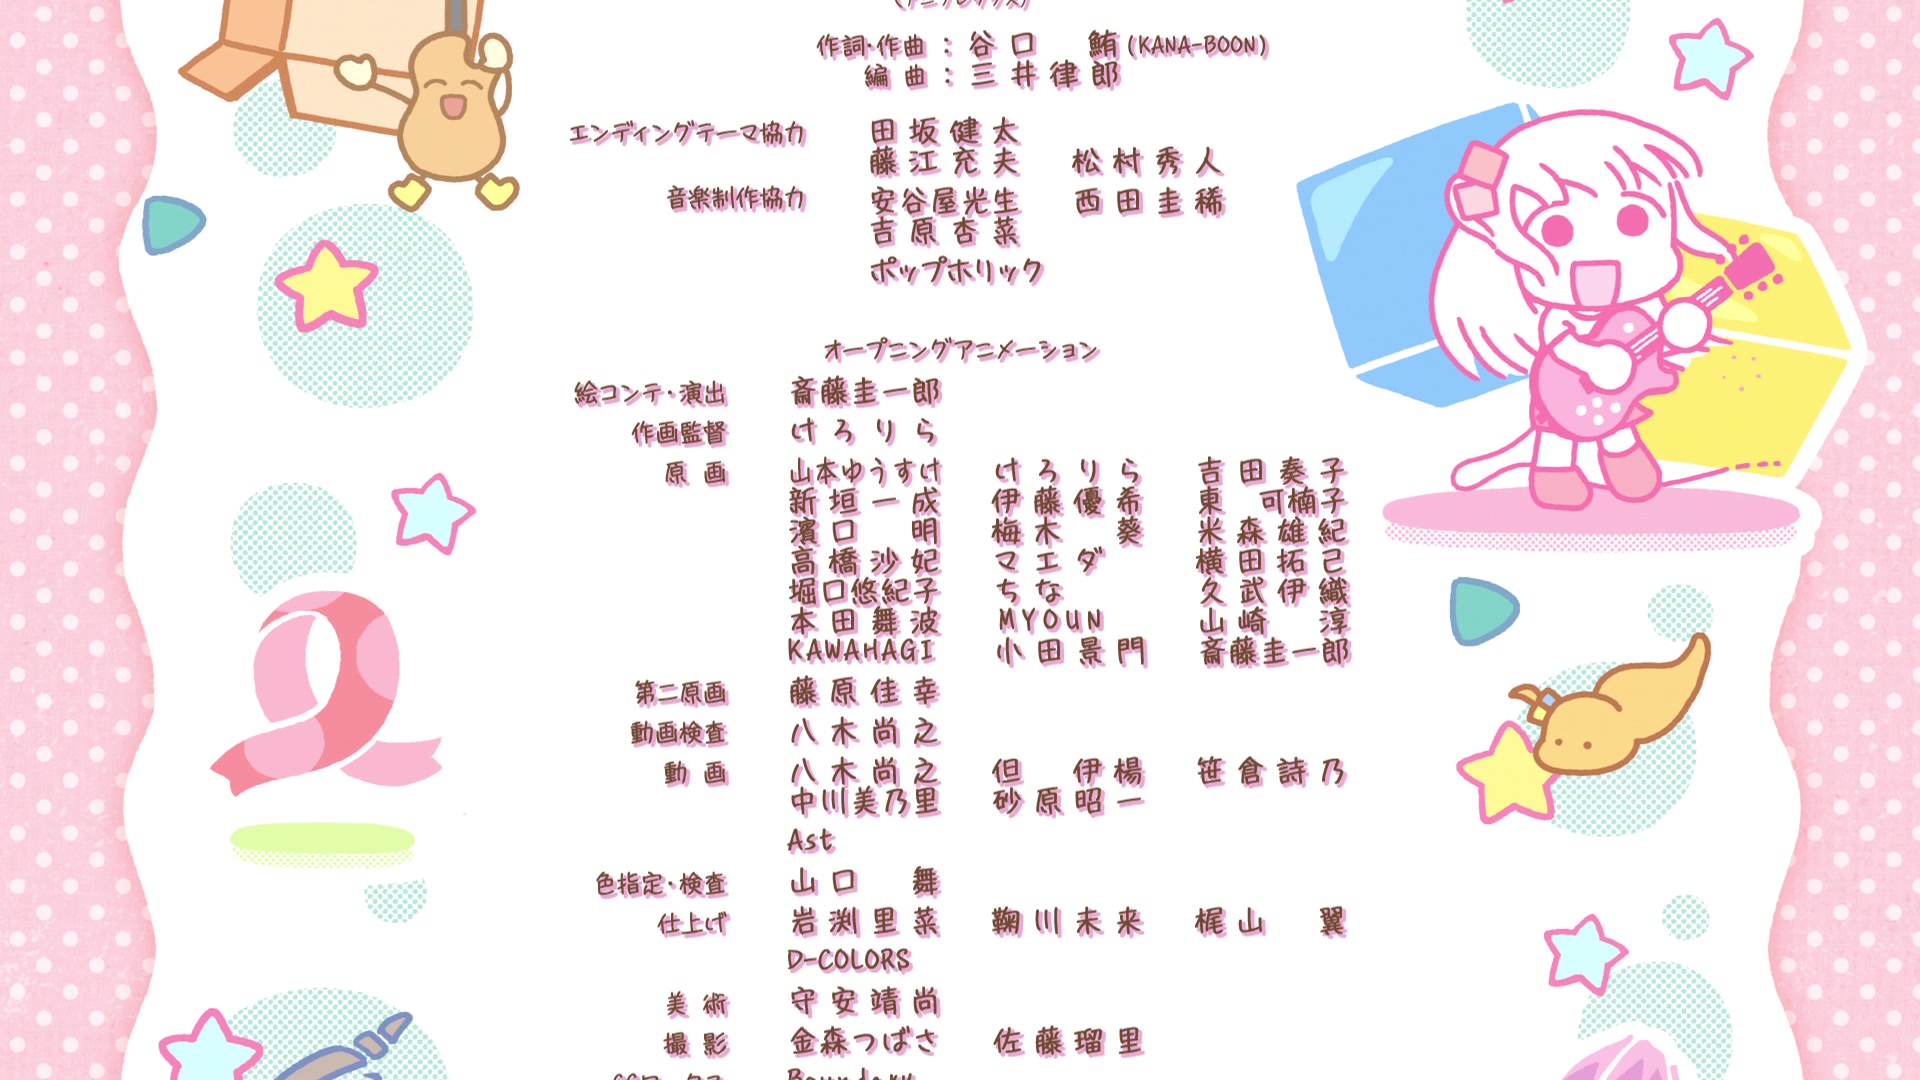 作詞・作曲 : 谷口 鮪(KANA-BOON)
編曲 : 三井律郎
エンディングテーマ協力 田坂健太
藤江充夫 松村秀人
音楽制作協力 安谷屋光生 西田圭稀
吉原杏菜
ポップホリック
オープニングアニメーション
絵コンテ・演出 斎藤圭一郎
作画監督 けろりら
原画 山本ゆうすけ けろりら 吉田奏子
新垣一成 伊藤優希 東 可楠子
濱口 明 梅木 葵 米森雄紀
高橋沙妃 マエダ 横田拓己
堀口悠紀子 ちな 久武伊織
本田舞波 MYOUN 山崎 淳
KAWAHAGI 小田景門 斎藤圭一郎
第二原画 藤原佳幸
動画検査 八木尚之
動画 八木尚之 但 伊楊 笹倉詩乃
中川美乃里 砂原昭一
Ast
色指定・検査 山口 舞
仕上げ 岩渕里菜 鞠川未来 梶山 翼
D-COLORS
美術 守安靖尚
撮影 金森つばさ 佐藤瑠里
Boundary